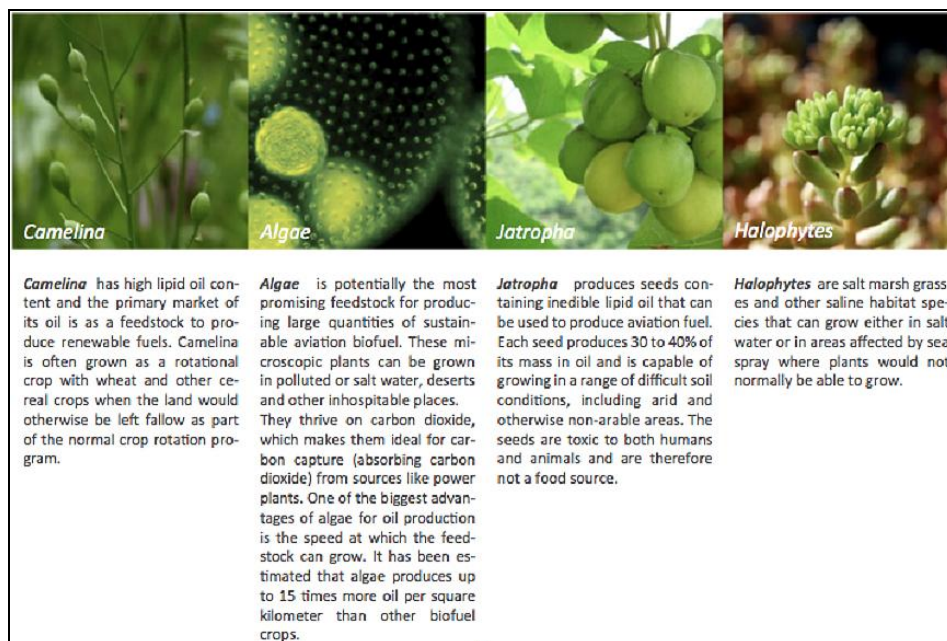 Camelina
Algae
Jatropha
Halophytes
Camelina has high lipid oil con-
tent and the primary market of
its oil is as a feedstock to pro-
duce renewable fuels. Camelina
is often grown as a rotational
crop with wheat and other ce-
real crops when the land would
otherwise be left fallow as part
of the normal crop rotation pro-
gram.
Algae is potentially the most
promising feedstock for produc-
ing large quantities of sustain-
able aviation biofuel. These mi-
croscopic plants can be grown
in polluted or salt water, deserts
and other inhospitable places.
They thrive on carbon dioxide,
which makes them ideal for car-
bon capture (absorbing carbon
dioxide) from sources like power
plants. One of the biggest advan-
tages of algae for oil production
is the speed at which the feed-
stock can grow. It has been es-
timated that algae produces up
to 15 times more oil per square
kilometer than other biofuel
crops.
Jatropha produces seeds con-
taining inedible lipid oil that can
be used to produce aviation fuel.
Each seed produces 30 to 40% of
its mass in oil and is capable of
growing in a range of difficult soil
conditions, including arid and
otherwise non-arable areas. The
seeds are toxic to both humans
and animals and are therefore
not a food source.
Halophytes are salt marsh grass-
es and other saline habitat spe-
cies that can grow either in salt
water or in areas affected by sea
spray where plants would not
normally be able to grow.